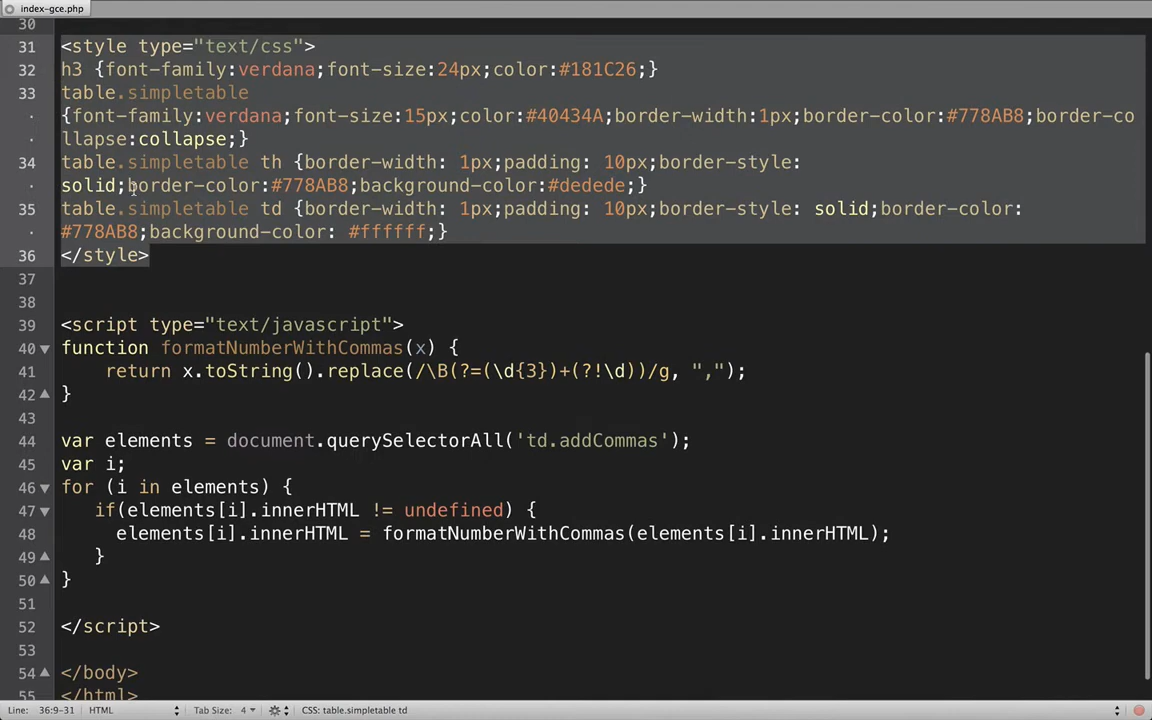 index-gce.php
30
31 <style type="text/css">
32 h3 {font-family:verdana;font-size:24px;color:#181C26;}
33 table.simpletable
· {font-family:verdana;font-size:15px;color:#40434A;border-width:1px;border-color:#778AB8;border-co
· llapse:collapse;}
34 table.simpletable th {border-width: 1px;padding: 10px;border-style:
· solid;border-color:#778AB8;background-color:#dedede;}
35 table.simpletable td {border-width: 1px;padding: 10px;border-style: solid;border-color:
· #778AB8;background-color: #ffffff;}
36 </style>
37
38
39 <script type="text/javascript">
40 function formatNumberWithCommas(x) {
41     return x.toString().replace(/\B(?=(\d{3})+(?!\d))/g, ",");
42 }
43
44 var elements = document.querySelectorAll('td.addCommas');
45 var i;
46 for (i in elements) {
47    if(elements[i].innerHTML != undefined) {
48      elements[i].innerHTML = formatNumberWithCommas(elements[i].innerHTML);
49    }
50 }
51
52 </script>
53
54 </body>
55 </html>
Line: 36:9-31 HTML Tab Size: 4 CSS: table.simpletable td